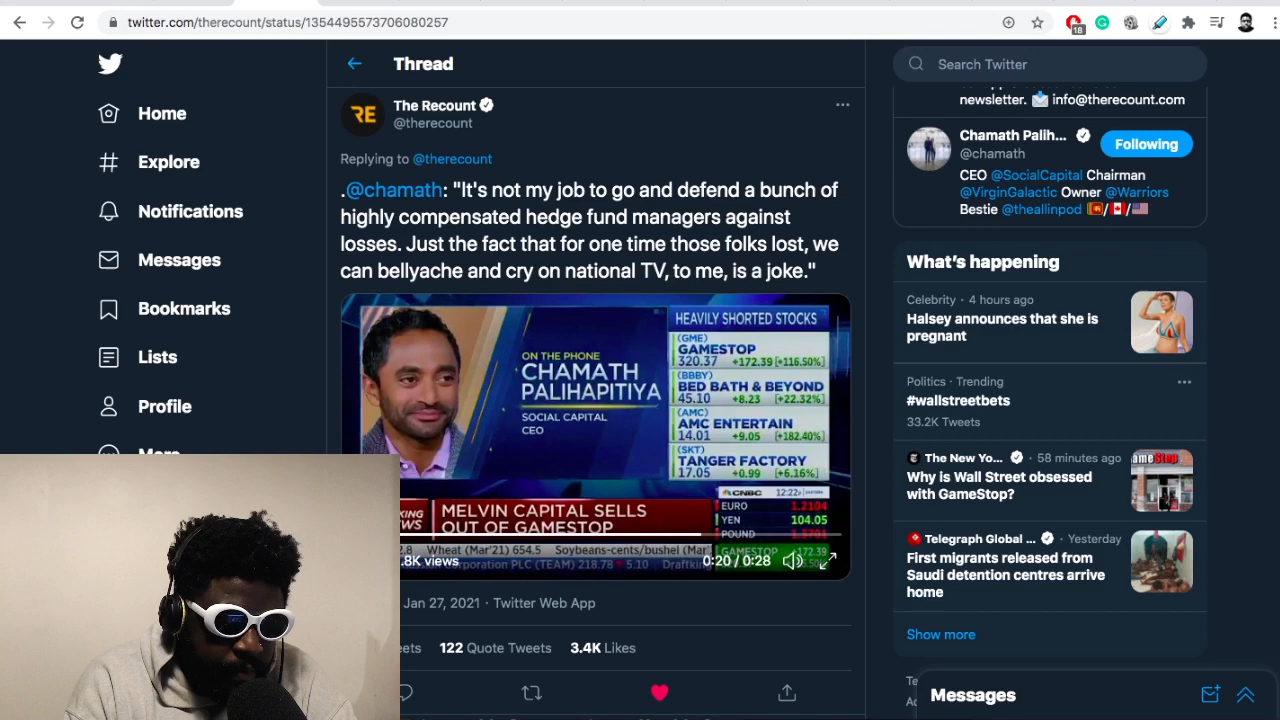 twitter.com/therecount/status/1354495573706080257
18
Home
Explore
Notifications
Messages
Bookmarks
Lists
Profile
More
Thread
The Recount
@therecount
Replying to @therecount
.@chamath: "It's not my job to go and defend a bunch of
highly compensated hedge fund managers against
losses. Just the fact that for one time those folks lost, we
can bellyache and cry on national TV, to me, is a joke."
ON THE PHONE
CHAMATH
PALIHAPITIYA
SOCIAL CAPITAL
CEO
HEAVILY SHORTED STOCKS
(GME)
GAMESTOP
320.37 +172.39 [+116.50%]
(BBBY)
BED BATH & BEYOND
45.10 +8.23 [+22.32%]
(AMC)
AMC ENTERTAIN
14.01 +9.05 [+182.40%]
(SKT)
TANGER FACTORY
17.05 +0.99 [+6.16%]
CNBC 12:22p
EURO 1.2104
YEN 104.05
POUND 1.3701
GAMESTOP +172.39
MELVIN CAPITAL SELLS
OUT OF GAMESTOP
Wheat (Mar'21) 654.5 Soybeans-cents/bushel (Mar
orporation PLC (TEAM) 218.78 5.10 Draftkin
.8K views
0:20 / 0:28
Jan 27, 2021 · Twitter Web App
eets 122 Quote Tweets 3.4K Likes
Search Twitter
newsletter. info@therecount.com
Chamath Palih...
@chamath
Following
CEO @SocialCapital Chairman
@VirginGalactic Owner @Warriors
Bestie @theallinpod
What's happening
Celebrity · 4 hours ago
Halsey announces that she is
pregnant
Politics · Trending
#wallstreetbets
33.2K Tweets
The New Yo... · 58 minutes ago
Why is Wall Street obsessed
with GameStop?
Telegraph Global ... · Yesterday
First migrants released from
Saudi detention centres arrive
home
Show more
Messages